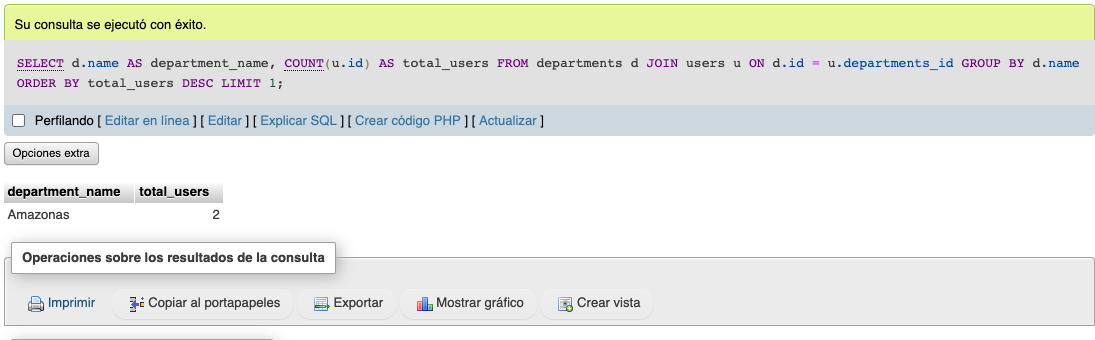 Su consulta se ejecutó con éxito.
SELECT d.name AS department_name, COUNT(u.id) AS total_users FROM departments d JOIN users u ON d.id = u.departments_id GROUP BY d.name
ORDER BY total_users DESC LIMIT 1;
Perfilando [ Editar en línea ] [ Editar ] [ Explicar SQL ] [ Crear código PHP ] [ Actualizar ]
Opciones extra
department_name total_users
Amazonas 2
Operaciones sobre los resultados de la consulta
Imprimir Copiar al portapapeles Exportar Mostrar gráfico Crear vista